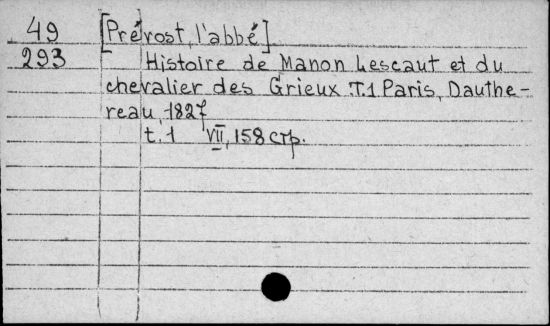 49 [Prévost, l'abbé]
293 Histoire de Manon Lescaut et du
chevalier des Grieux T.1 Paris, Dauthe-
reau, 1827
t. 1 VII, 158 стр.